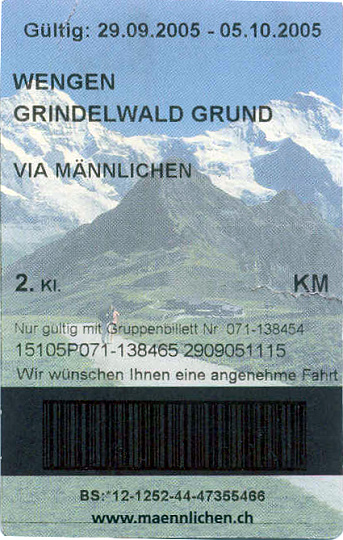 Gültig: 29.09.2005 - 05.10.2005
WENGEN
GRINDELWALD GRUND
VIA MÄNNLICHEN
2. Kl. KM
Nur gültig mit Gruppenbillett Nr 071-138454
15105P071-138465 2909051115
Wir wünschen Ihnen eine angenehme Fahrt
BS:*12-1252-44-47355466
www.maennlichen.ch